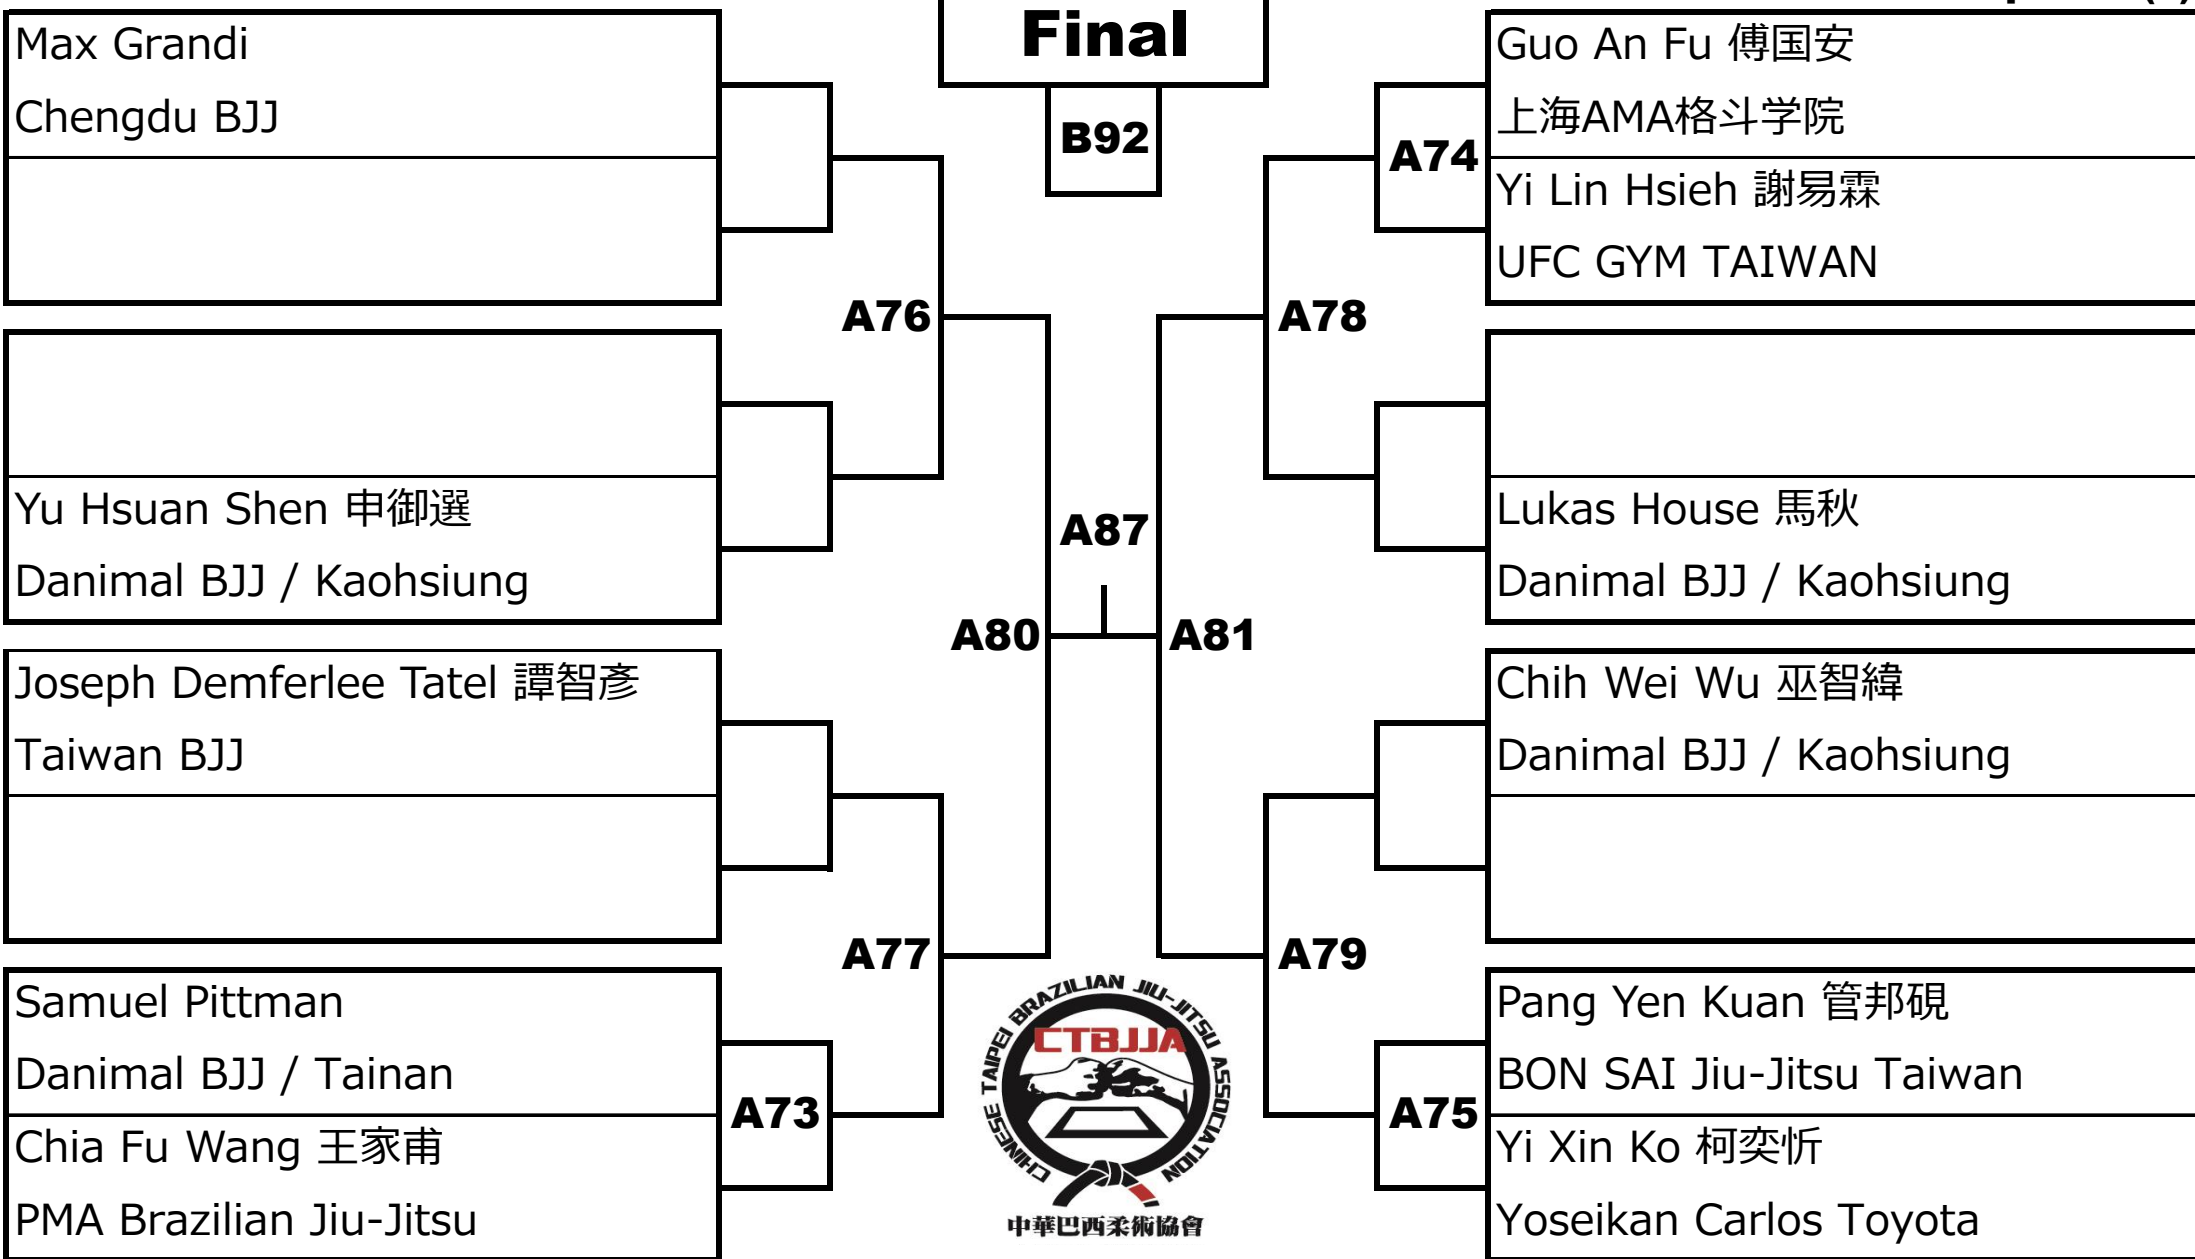 Final
B92
Max Grandi
Chengdu BJJ
Yu Hsuan Shen 申御選
Danimal BJJ / Kaohsiung
Joseph Demferlee Tatel 譚智彥
Taiwan BJJ
Samuel Pittman
Danimal BJJ / Tainan
Chia Fu Wang 王家甫
PMA Brazilian Jiu-Jitsu
A73
A76
A77
A80
A87
A81
A78
A79
A74
A75
Guo An Fu 傅国安
上海AMA格斗学院
Yi Lin Hsieh 謝易霖
UFC GYM TAIWAN
Lukas House 馬秋
Danimal BJJ / Kaohsiung
Chih Wei Wu 巫智緯
Danimal BJJ / Kaohsiung
Pang Yen Kuan 管邦硯
BON SAI Jiu-Jitsu Taiwan
Yi Xin Ko 柯奕忻
Yoseikan Carlos Toyota
CHINESE TAIPEI BRAZILIAN JIU-JITSU ASSOCIATION
CTBJJA
中華巴西柔術協會